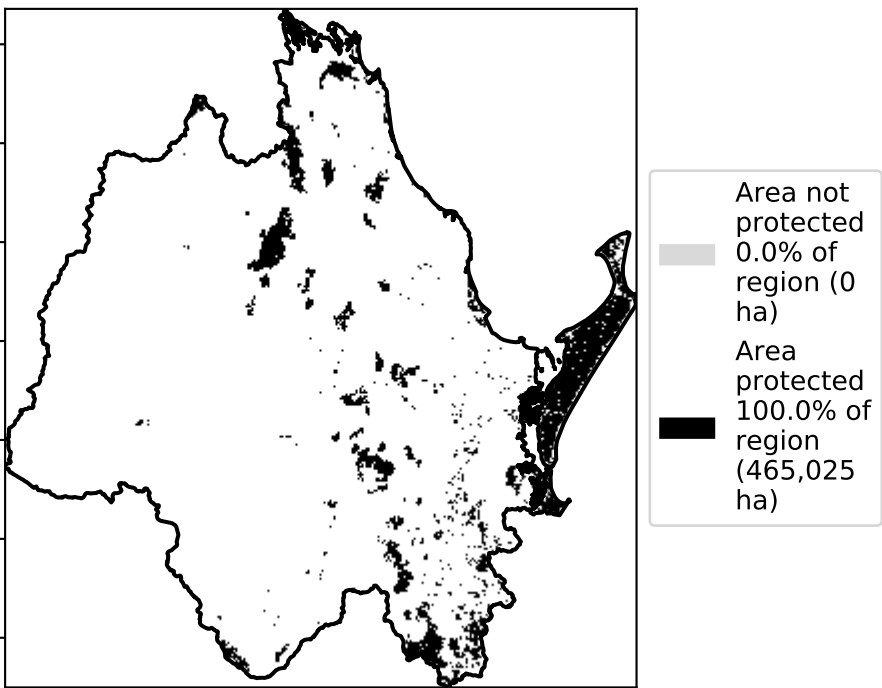 Area not
protected
0.0% of
region (0
ha)
Area
protected
100.0% of
region
(465,025
ha)